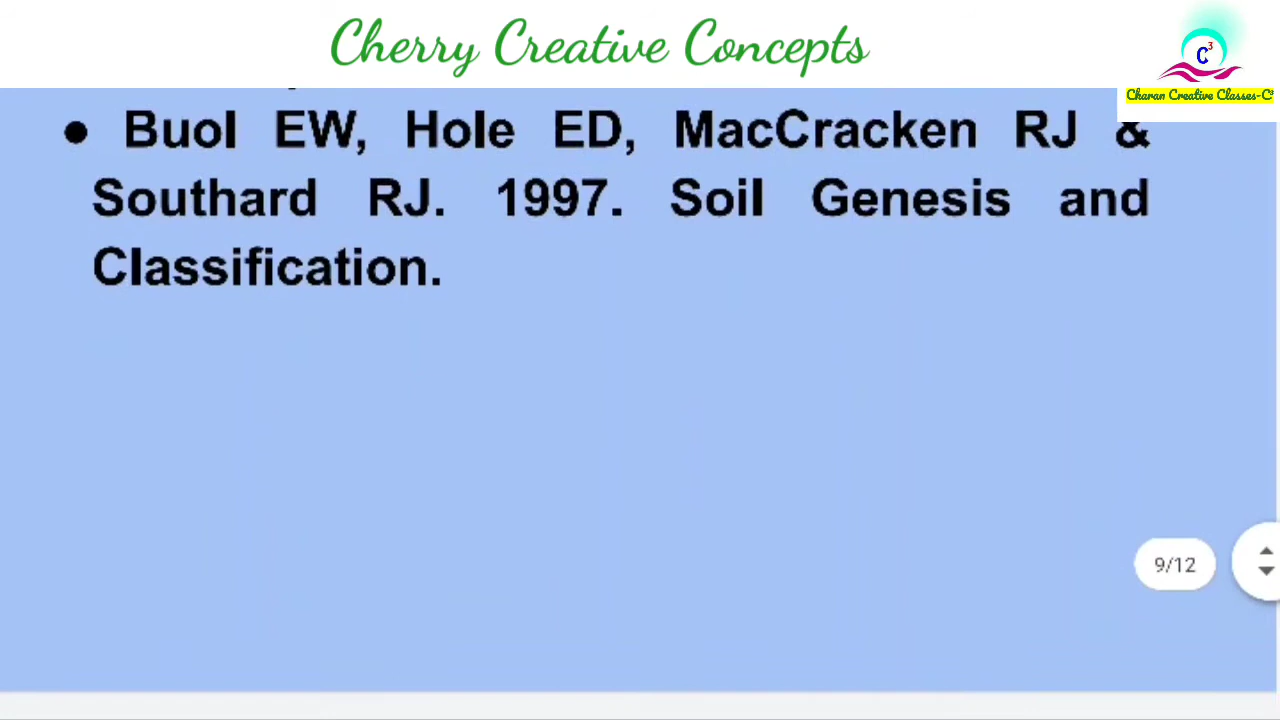 Cherry Creative Concepts
C3
Charan Creative Classes-C3
● Buol EW, Hole ED, MacCracken RJ &
Southard RJ. 1997. Soil Genesis and
Classification.
9/12